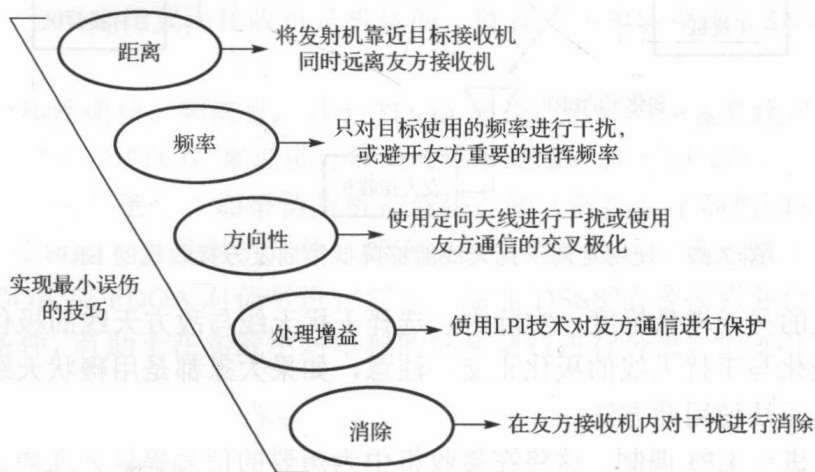 距离
将发射机靠近目标接收机
同时远离友方接收机
频率
只对目标使用的频率进行干扰，
或避开友方重要的指挥频率
方向性
使用定向天线进行干扰或使用
友方通信的交叉极化
实现最小误伤
的技巧
处理增益
使用LPI技术对友方通信进行保护
消除
在友方接收机内对干扰进行消除